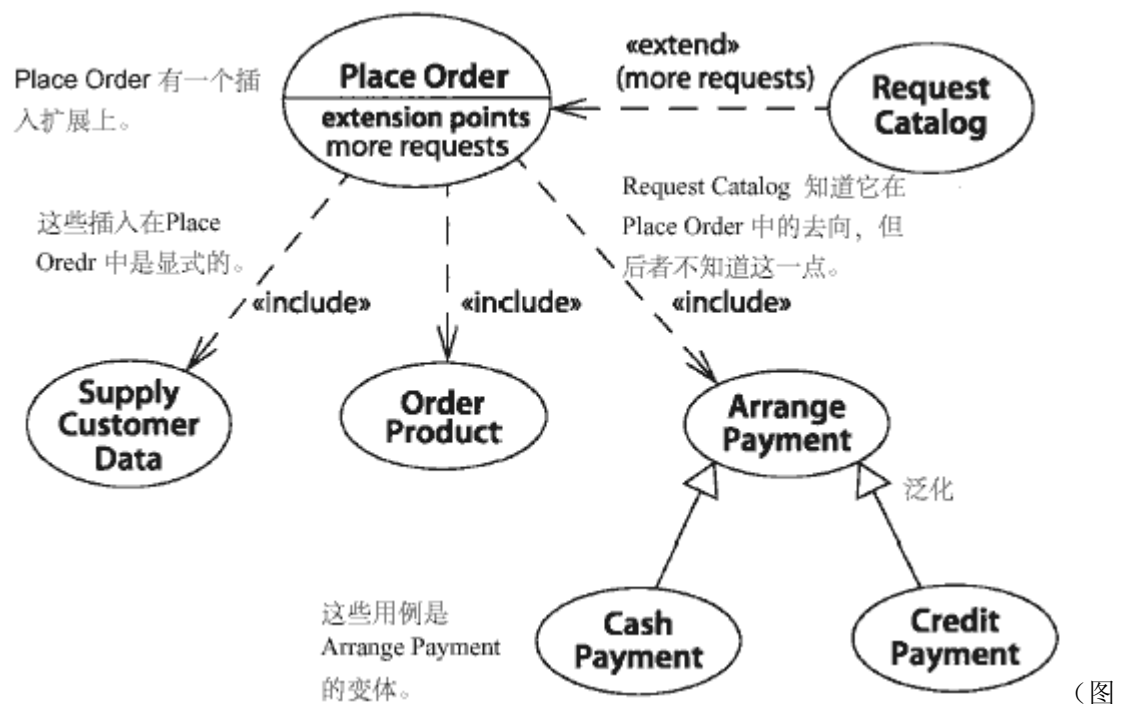 «extend»
(more requests)
Place Order
extension points
more requests
Request
Catalog
Place Order 有一个插
入扩展上。
Request Catalog 知道它在
Place Order 中的去向，但
后者不知道这一点。
这些插入在Place
Oredr 中是显式的。
«include»
«include»
«include»
Supply
Customer
Data
Order
Product
Arrange
Payment
泛化
这些用例是
Arrange Payment
的变体。
Cash
Payment
Credit
Payment
（图